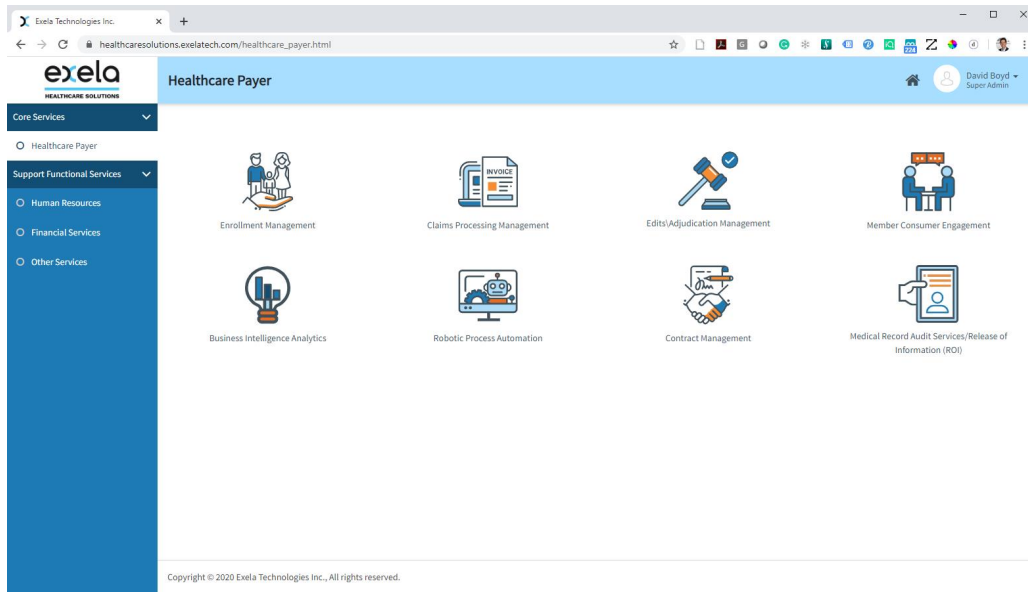 Exela Technologies Inc.
healthcaresolutions.exelatech.com/healthcare_payer.html
224
exela
HEALTHCARE SOLUTIONS
Healthcare Payer
David Boyd
Super Admin
Core Services
Healthcare Payer
Support Functional Services
Human Resources
Financial Services
Other Services
INVOICE
Enrollment Management
Claims Processing Management
Edits\Adjudication Management
Member Consumer Engagement
Business Intelligence Analytics
Robotic Process Automation
Contract Management
Medical Record Audit Services/Release of
Information (ROI)
Copyright © 2020 Exela Technologies Inc., All rights reserved.